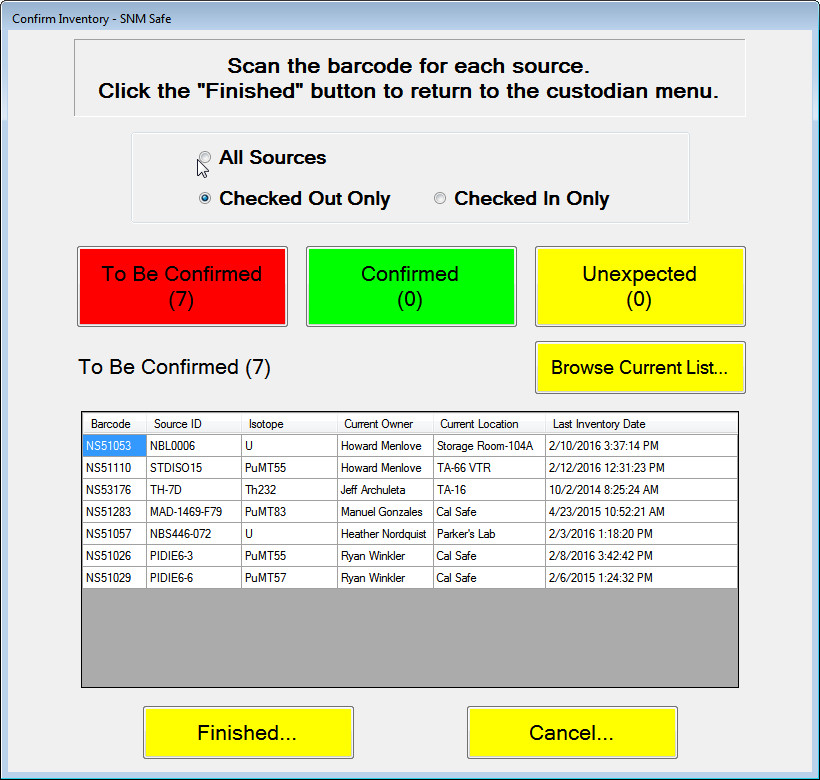 Confirm Inventory - SNM Safe
Scan the barcode for each source.
Click the "Finished" button to return to the custodian menu.
All Sources
Checked Out Only Checked In Only
To Be Confirmed
(7)
Confirmed
(0)
Unexpected
(0)
To Be Confirmed (7)
Browse Current List...
Barcode Source ID Isotope Current Owner Current Location Last Inventory Date
NS51053 NBL0006 U Howard Menlove Storage Room-104A 2/10/2016 3:37:14 PM
NS51110 STDISO15 PuMT55 Howard Menlove TA-66 VTR 2/12/2016 12:31:23 PM
NS53176 TH-7D Th232 Jeff Archuleta TA-16 10/2/2014 8:25:24 AM
NS51283 MAD-1469-F79 PuMT83 Manuel Gonzales Cal Safe 4/23/2015 10:52:21 AM
NS51057 NBS446-072 U Heather Nordquist Parker's Lab 2/3/2016 1:18:20 PM
NS51026 PIDIE6-3 PuMT55 Ryan Winkler Cal Safe 2/8/2016 3:42:42 PM
NS51029 PIDIE6-6 PuMT57 Ryan Winkler Cal Safe 2/6/2015 1:24:32 PM
Finished... Cancel...